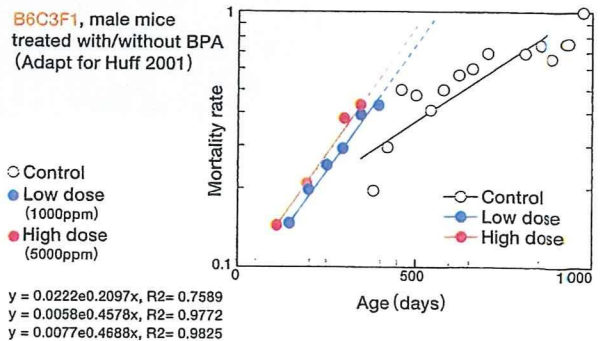 B6C3F1, male mice
treated with/without BPA
(Adapt for Huff 2001)
Control
Low dose
(1000ppm)
High dose
(5000ppm)
y = 0.0222e0.2097x, R2= 0.7589
y = 0.0058e0.4578x, R2= 0.9772
y = 0.0077e0.4688x, R2= 0.9825
Mortality rate
1
0.1
0
500
1000
Age (days)
Control
Low dose
High dose